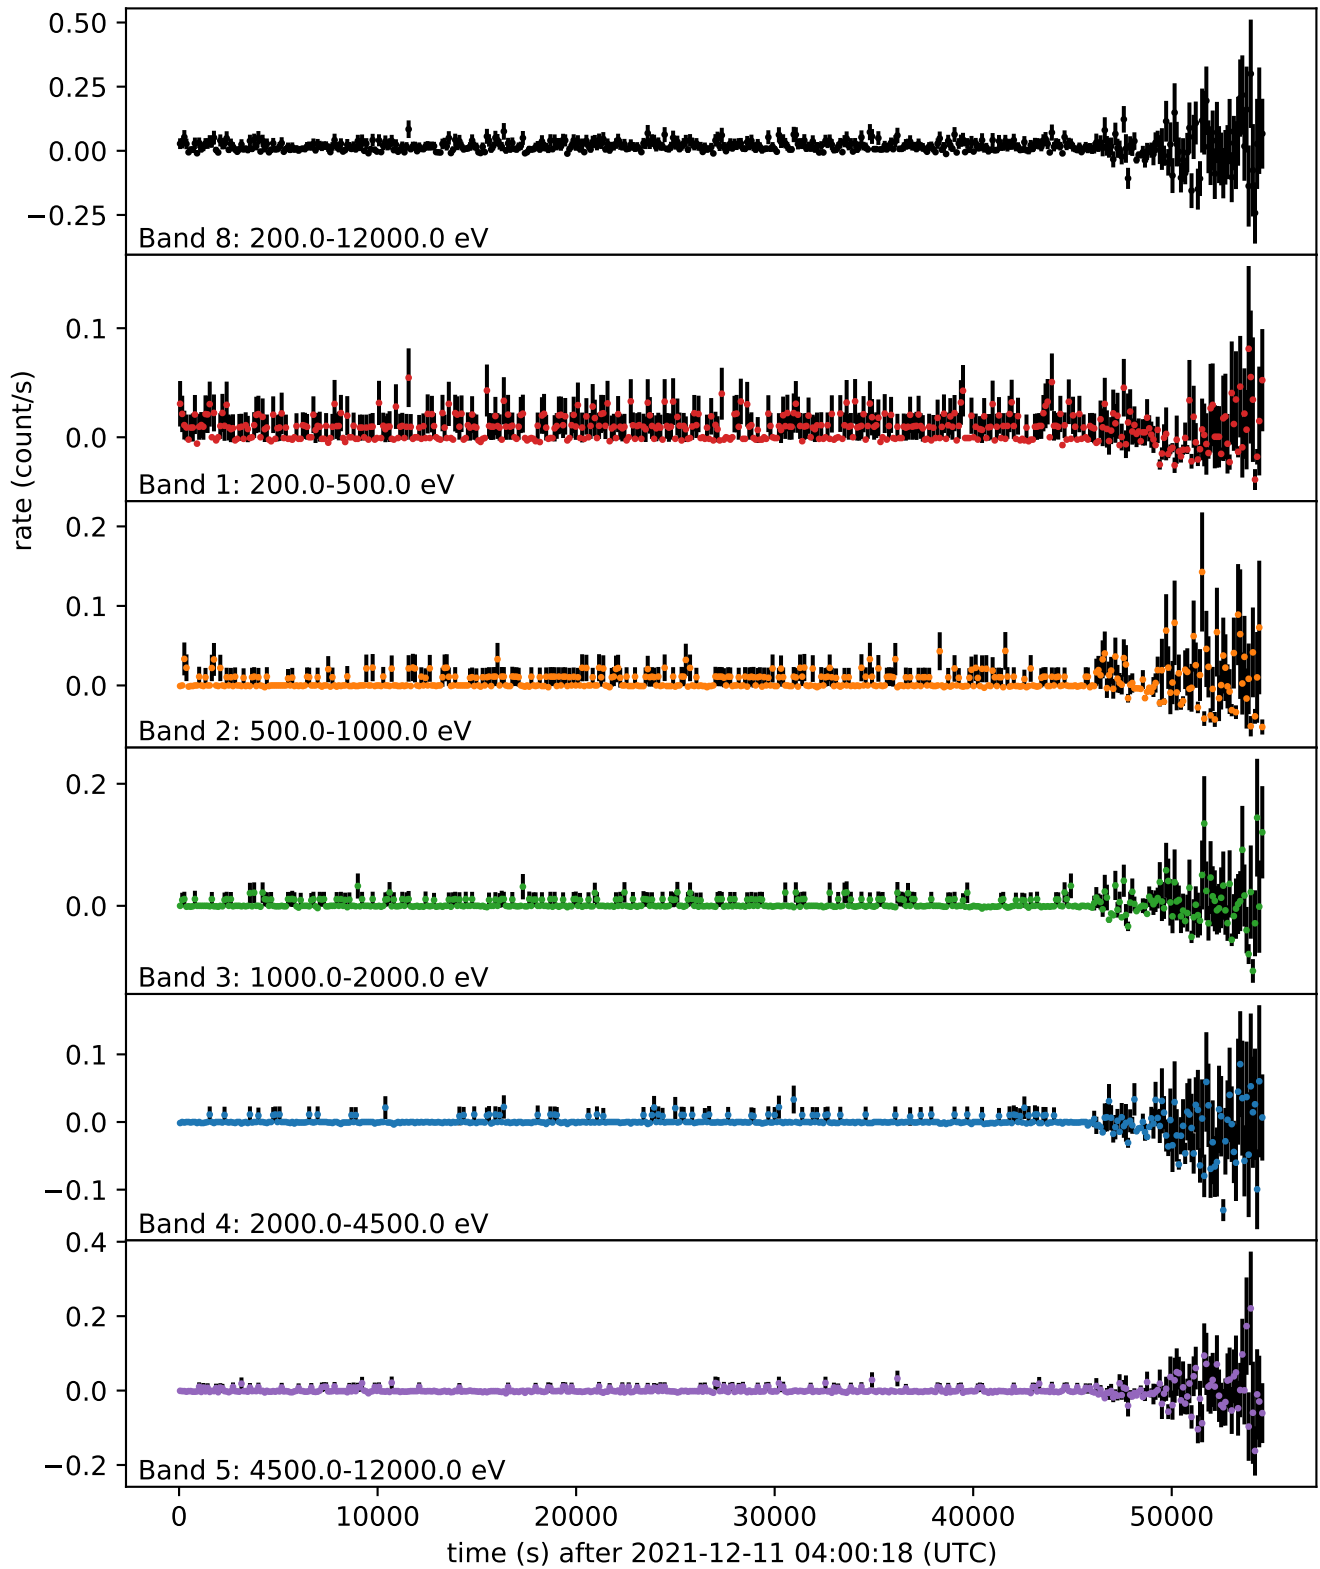 0.50
0.25
0.00
−0.25
Band 8: 200.0-12000.0 eV
0.1
0.0
Band 1: 200.0-500.0 eV
rate (count/s)
0.2
0.1
0.0
Band 2: 500.0-1000.0 eV
0.2
0.0
Band 3: 1000.0-2000.0 eV
0.1
0.0
−0.1
Band 4: 2000.0-4500.0 eV
0.4
0.2
0.0
−0.2
Band 5: 4500.0-12000.0 eV
0 10000 20000 30000 40000 50000
time (s) after 2021-12-11 04:00:18 (UTC)